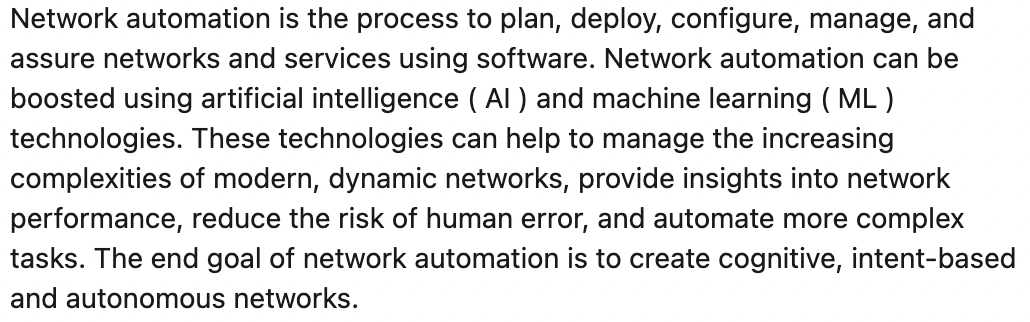 Network automation is the process to plan, deploy, configure, manage, and
assure networks and services using software. Network automation can be
boosted using artificial intelligence ( AI ) and machine learning ( ML )
technologies. These technologies can help to manage the increasing
complexities of modern, dynamic networks, provide insights into network
performance, reduce the risk of human error, and automate more complex
tasks. The end goal of network automation is to create cognitive, intent-based
and autonomous networks.